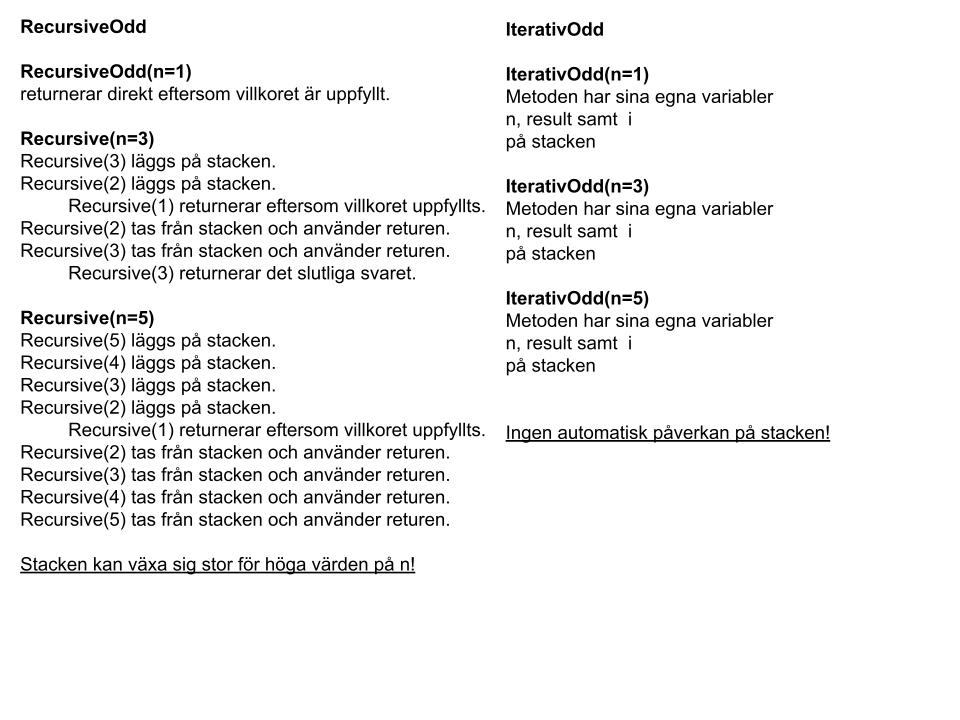 RecursiveOdd
RecursiveOdd(n=1)
returnerar direkt eftersom villkoret är uppfyllt.
Recursive(n=3)
Recursive(3) läggs på stacken.
Recursive(2) läggs på stacken.
Recursive(1) returnerar eftersom villkoret uppfyllts.
Recursive(2) tas från stacken och använder returen.
Recursive(3) tas från stacken och använder returen.
Recursive(3) returnerar det slutliga svaret.
Recursive(n=5)
Recursive(5) läggs på stacken.
Recursive(4) läggs på stacken.
Recursive(3) läggs på stacken.
Recursive(2) läggs på stacken.
Recursive(1) returnerar eftersom villkoret uppfyllts.
Recursive(2) tas från stacken och använder returen.
Recursive(3) tas från stacken och använder returen.
Recursive(4) tas från stacken och använder returen.
Recursive(5) tas från stacken och använder returen.
Stacken kan växa sig stor för höga värden på n!
IterativOdd
IterativOdd(n=1)
Metoden har sina egna variabler
n, result samt  i
på stacken
IterativOdd(n=3)
Metoden har sina egna variabler
n, result samt  i
på stacken
IterativOdd(n=5)
Metoden har sina egna variabler
n, result samt  i
på stacken
Ingen automatisk påverkan på stacken!